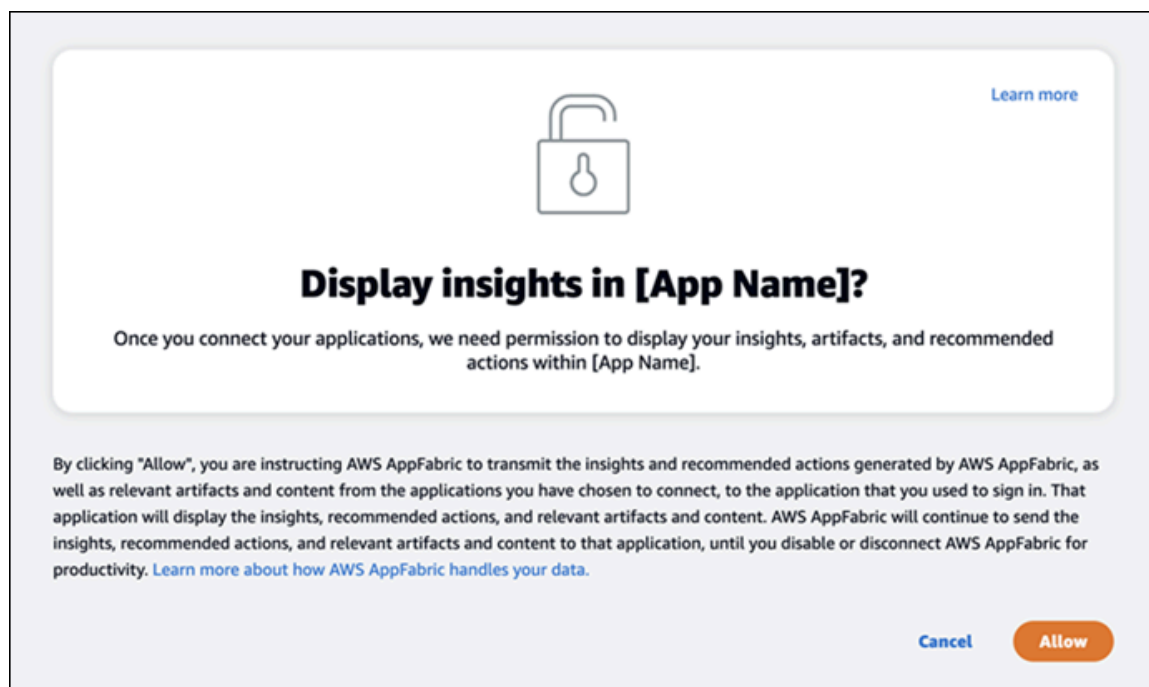 Learn more
Display insights in [App Name]?
Once you connect your applications, we need permission to display your insights, artifacts, and recommended
actions within [App Name].
By clicking "Allow", you are instructing AWS AppFabric to transmit the insights and recommended actions generated by AWS AppFabric, as
well as relevant artifacts and content from the applications you have chosen to connect, to the application that you used to sign in. That
application will display the insights, recommended actions, and relevant artifacts and content. AWS AppFabric will continue to send the
insights, recommended actions, and relevant artifacts and content to that application, until you disable or disconnect AWS AppFabric for
productivity. Learn more about how AWS AppFabric handles your data.
Cancel Allow